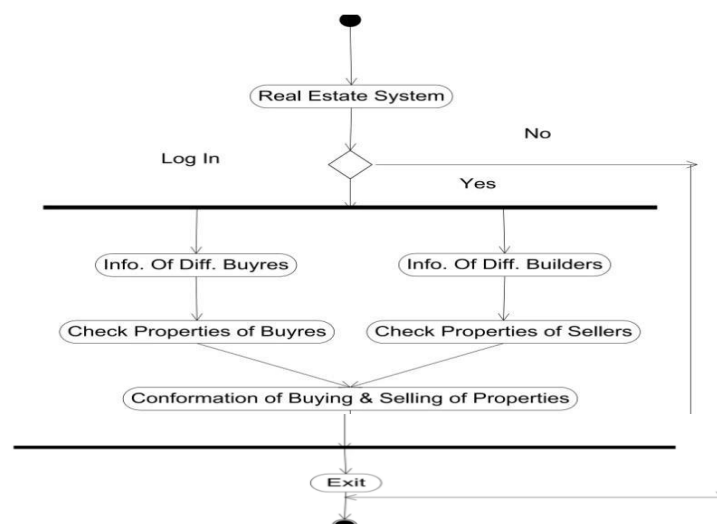 Real Estate System
No
Log In
Yes
Info. Of Diff. Buyres
Info. Of Diff. Builders
Check Properties of Buyres
Check Properties of Sellers
Conformation of Buying & Selling of Properties
Exit